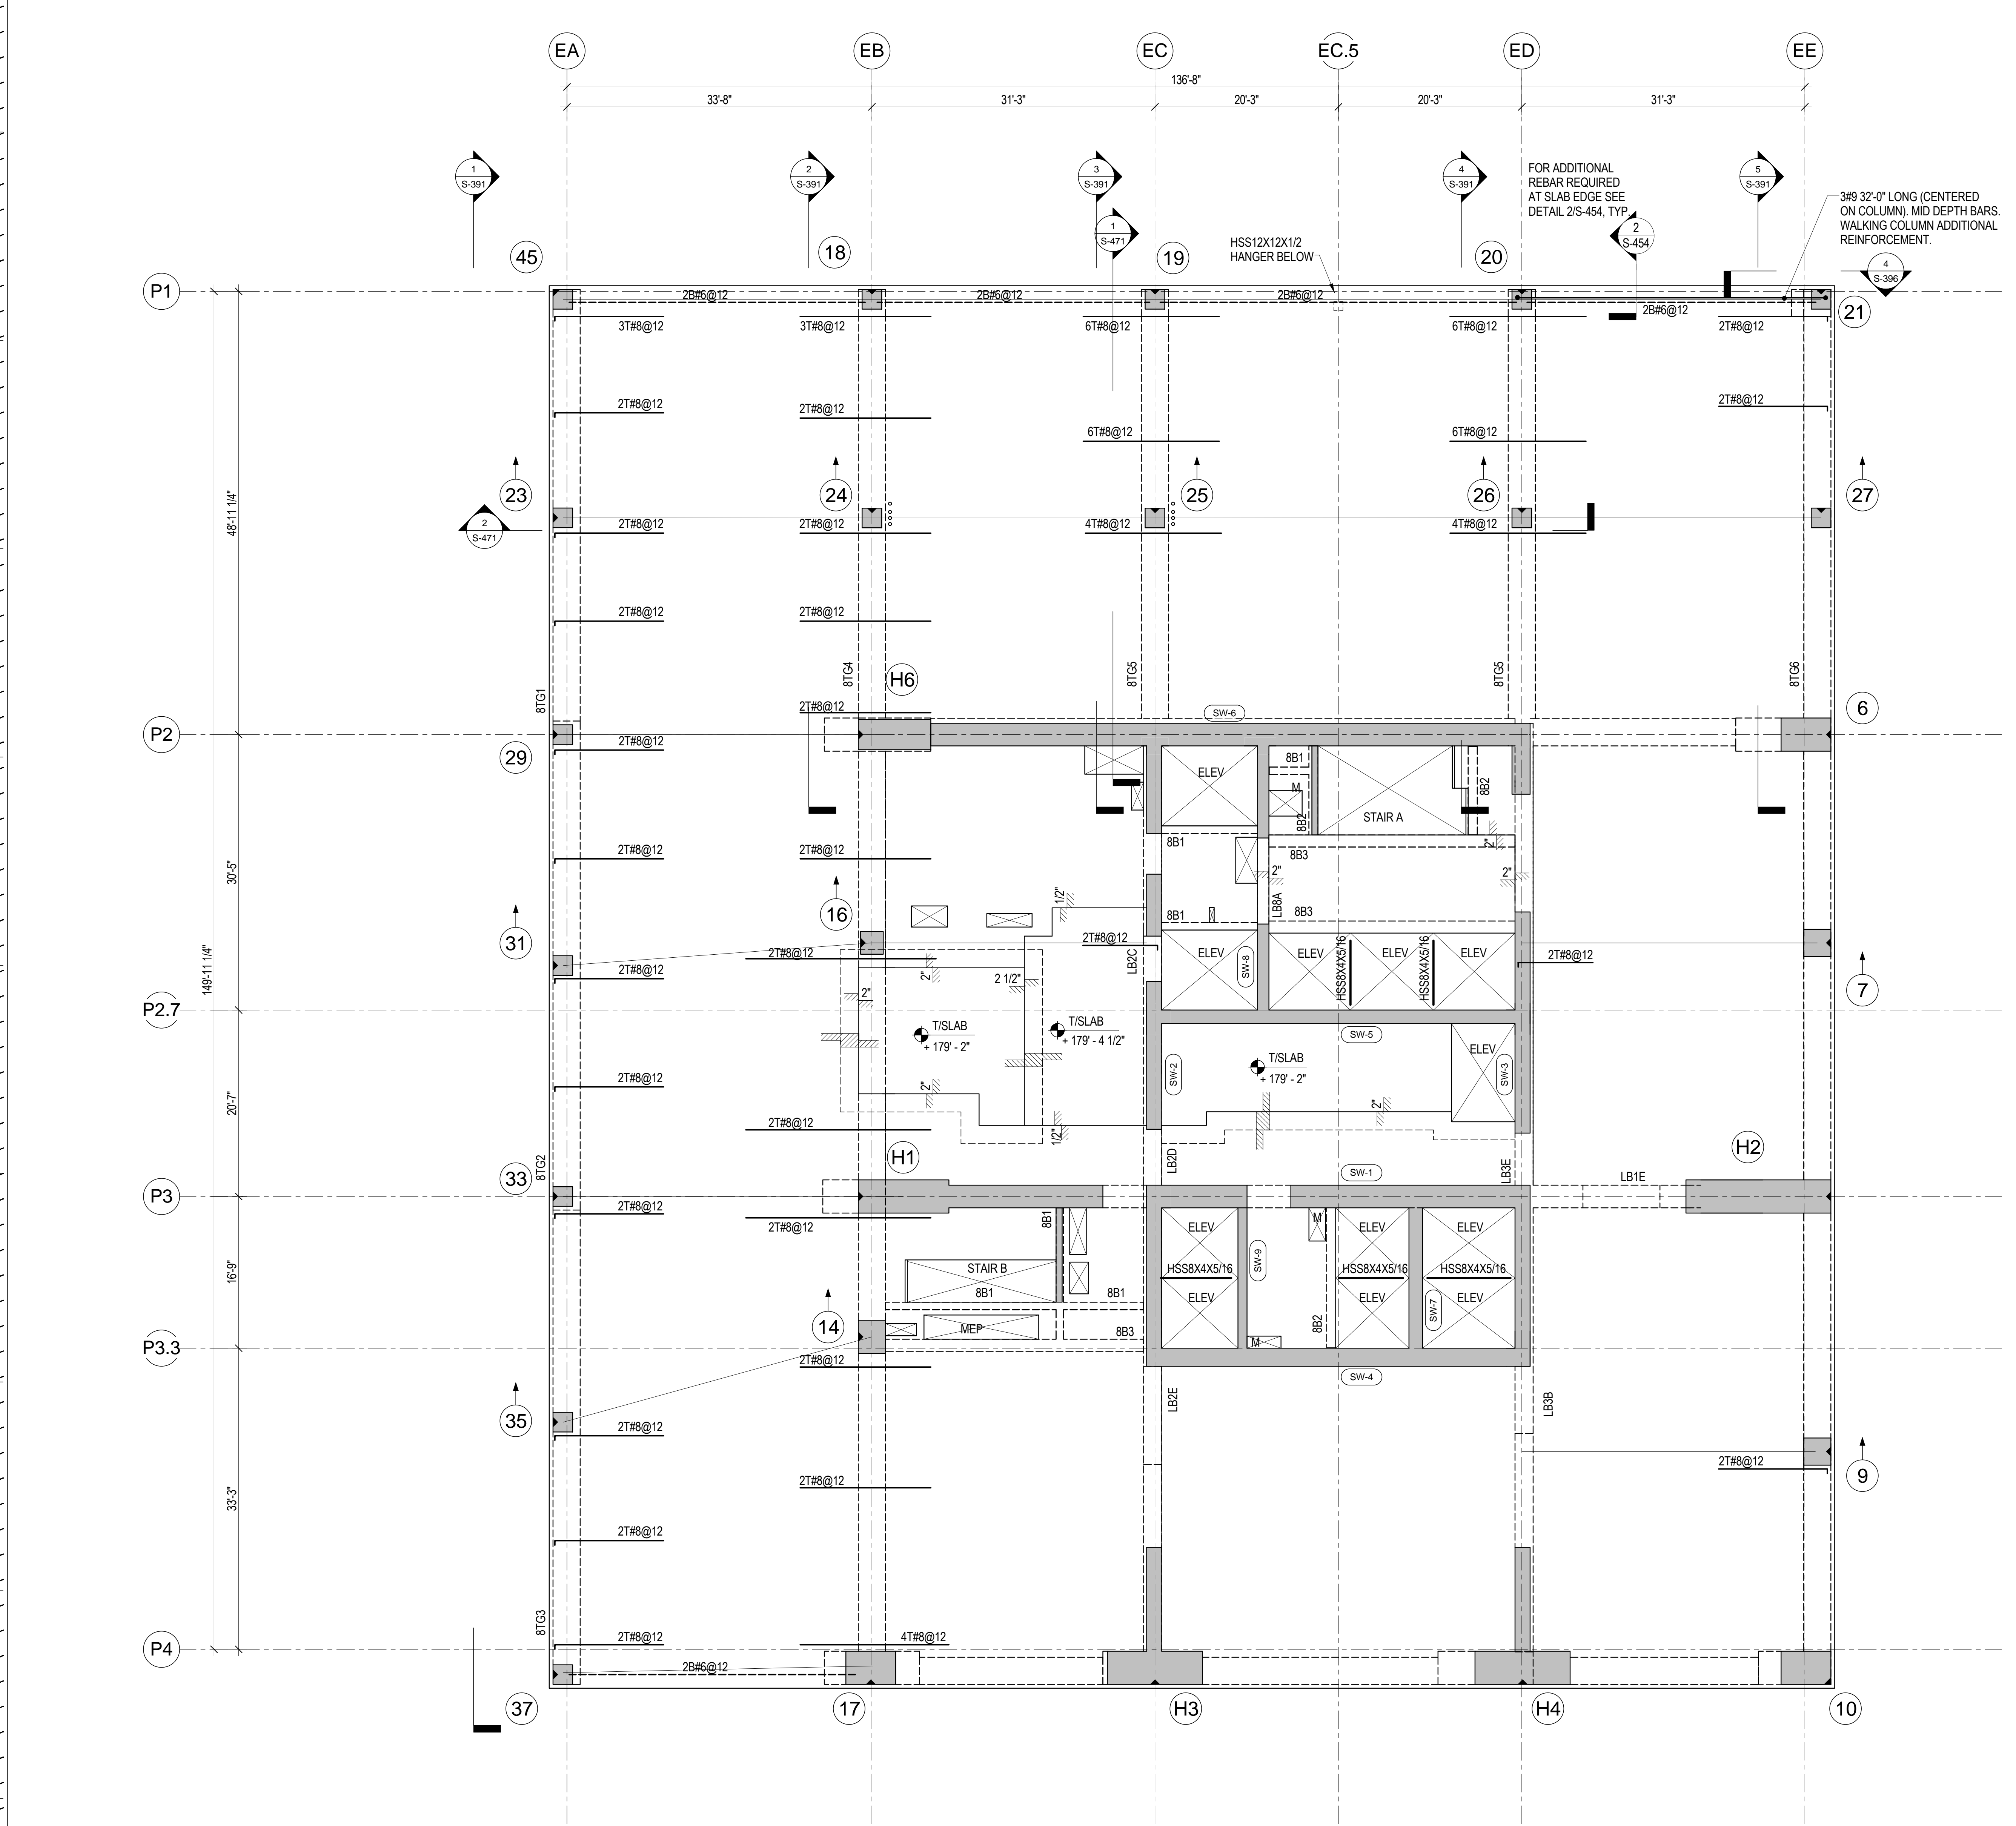 EA
EB
EC
EC.5
ED
EE
136'-8"
33'-8"
31'-3"
20'-3"
20'-3"
31'-3"
1
S-391
2
S-391
3
S-391
4
S-391
5
S-391
FOR ADDITIONAL
REBAR REQUIRED
AT SLAB EDGE SEE
DETAIL 2/S-454, TYP.
3#9 32'-0" LONG (CENTERED
ON COLUMN). MID DEPTH BARS.
WALKING COLUMN ADDITIONAL
REINFORCEMENT.
1
S-471
2
S-454
HSS12X12X1/2
HANGER BELOW
4
S-396
45
18
19
20
21
P1
2B#6@12
2B#6@12
2B#6@12
2B#6@12
3T#8@12
3T#8@12
6T#8@12
6T#8@12
2T#8@12
2T#8@12
2T#8@12
2T#8@12
6T#8@12
6T#8@12
48'-11 1/4"
23
24
25
26
27
2
S-471
2T#8@12
2T#8@12
4T#8@12
4T#8@12
2T#8@12
2T#8@12
8TG1
8TG4
8TG5
8TG5
8TG6
H6
2T#8@12
SW-6
6
P2
29
2T#8@12
ELEV
8B1
M
8B2
STAIR A
8B2
2"
30'-5"
2T#8@12
2T#8@12
8B1
8B3
2"
2"
LB8A
16
1/2"
8B1
8B3
31
2T#8@12
2T#8@12
LB2C
ELEV
SW-8
ELEV
HSS8X4X5/16
ELEV
HSS8X4X5/16
ELEV
2T#8@12
7
149'-11 1/4"
2T#8@12
2"
2 1/2"
2"
P2.7
T/SLAB
+ 179' - 2"
T/SLAB
+ 179' - 4 1/2"
SW-5
ELEV
SW-2
T/SLAB
+ 179' - 2"
SW-3
20'-7"
2T#8@12
2"
2"
2T#8@12
1/2"
H1
H2
8TG2
LB2D
SW-1
LB3E
LB1E
33
P3
2T#8@12
2T#8@12
8B1
ELEV
M
ELEV
ELEV
16'-9"
STAIR B
8B1
8B1
HSS8X4X5/16
SW-9
HSS8X4X5/16
HSS8X4X5/16
ELEV
ELEV
ELEV
SW-7
14
MEP
8B3
8B2
M
P3.3
2T#8@12
SW-4
LB2E
LB3B
35
2T#8@12
2T#8@12
9
2T#8@12
33'-3"
2T#8@12
8TG3
2T#8@12
4T#8@12
P4
2B#6@12
37
17
H3
H4
10